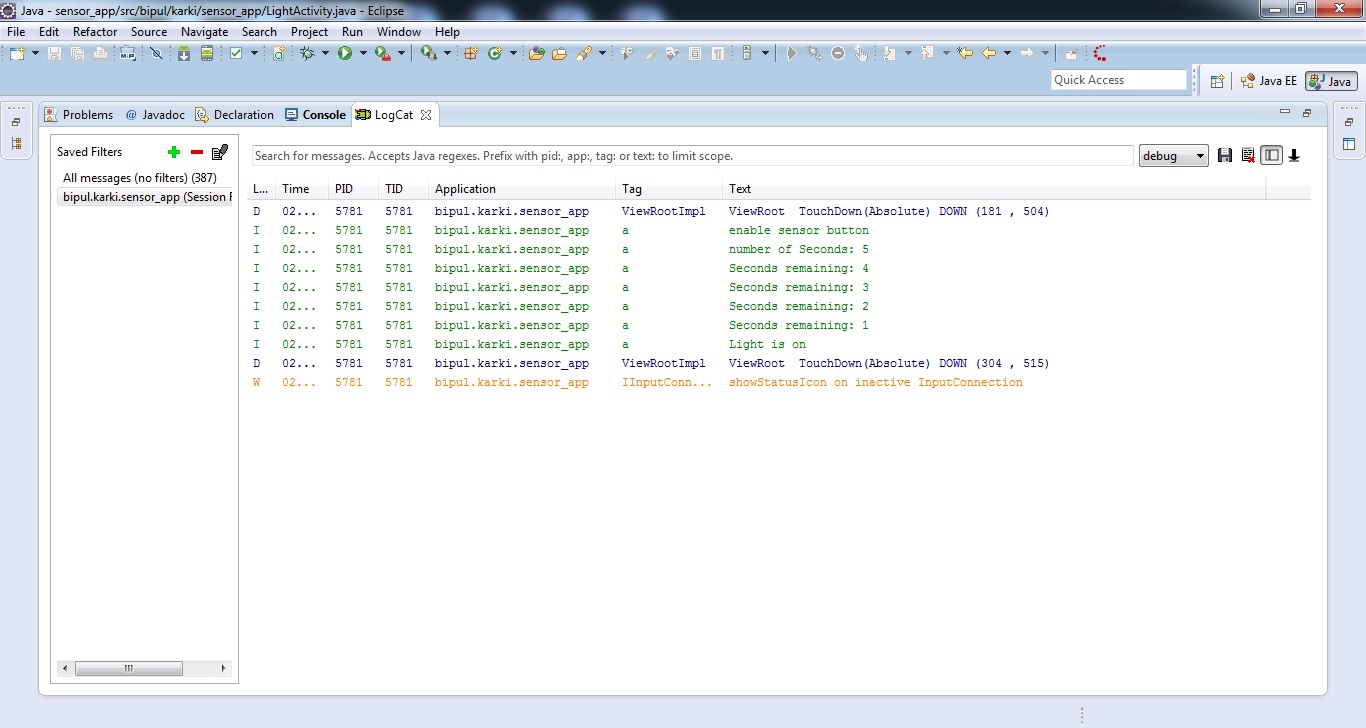 Java - sensor_app/src/bipul/karki/sensor_app/LightActivity.java - Eclipse
File Edit Refactor Source Navigate Search Project Run Window Help
Quick Access
Java EE
Java
Problems @ Javadoc Declaration Console LogCat
Saved Filters
All messages (no filters) (387)
bipul.karki.sensor_app (Session F
Search for messages. Accepts Java regexes. Prefix with pid:, app:, tag: or text: to limit scope.
debug
L... Time PID TID Application Tag Text
D 02... 5781 5781 bipul.karki.sensor_app ViewRootImpl ViewRoot TouchDown(Absolute) DOWN (181 , 504)
I 02... 5781 5781 bipul.karki.sensor_app a enable sensor button
I 02... 5781 5781 bipul.karki.sensor_app a number of Seconds: 5
I 02... 5781 5781 bipul.karki.sensor_app a Seconds remaining: 4
I 02... 5781 5781 bipul.karki.sensor_app a Seconds remaining: 3
I 02... 5781 5781 bipul.karki.sensor_app a Seconds remaining: 2
I 02... 5781 5781 bipul.karki.sensor_app a Seconds remaining: 1
I 02... 5781 5781 bipul.karki.sensor_app a Light is on
D 02... 5781 5781 bipul.karki.sensor_app ViewRootImpl ViewRoot TouchDown(Absolute) DOWN (304 , 515)
W 02... 5781 5781 bipul.karki.sensor_app IInputConn... showStatusIcon on inactive InputConnection